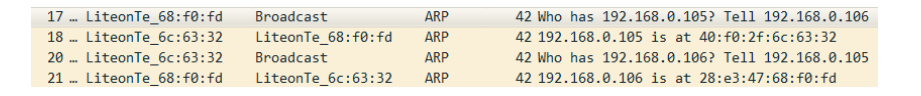 17 … LiteonTe_68:f0:fd Broadcast ARP 42 Who has 192.168.0.105? Tell 192.168.0.106
18 … LiteonTe_6c:63:32 LiteonTe_68:f0:fd ARP 42 192.168.0.105 is at 40:f0:2f:6c:63:32
20 … LiteonTe_6c:63:32 Broadcast ARP 42 Who has 192.168.0.106? Tell 192.168.0.105
21 … LiteonTe_68:f0:fd LiteonTe_6c:63:32 ARP 42 192.168.0.106 is at 28:e3:47:68:f0:fd